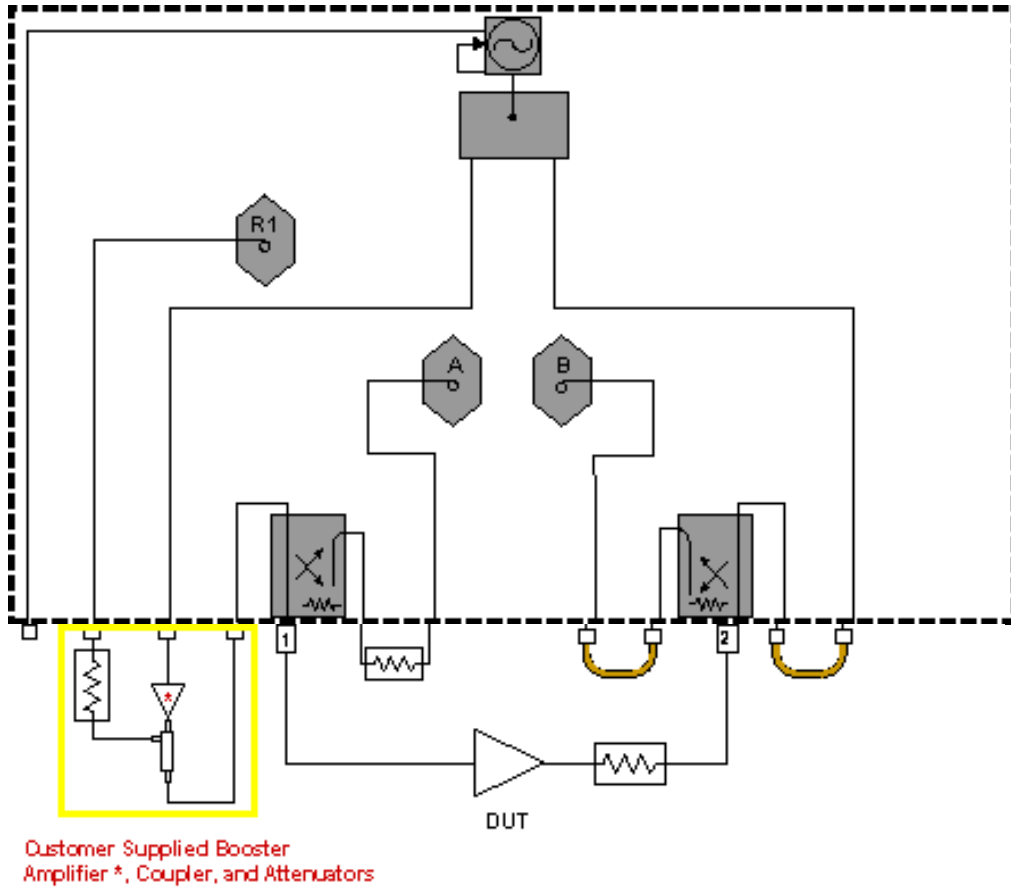 R1
A
B
1
2
*
DUT
Customer Supplied Booster
Amplifier *, Coupler, and Attenuators